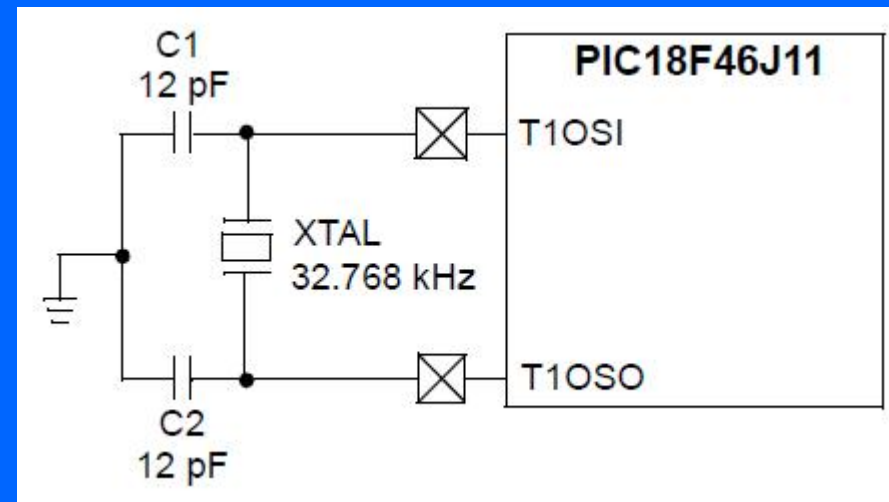 C1
12 pF
PIC18F46J11
T1OSI
XTAL
32.768 kHz
T1OSO
C2
12 pF